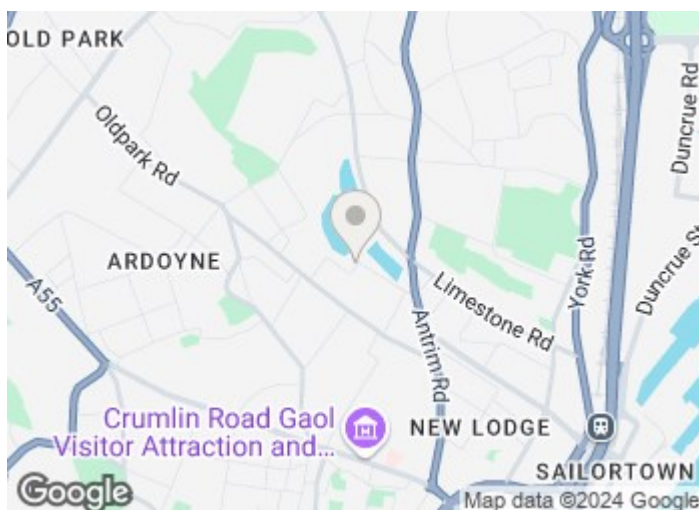 OLD PARK
Oldpark Rd
Duncrue Rd
ARDOYNE
A55
York Rd
Duncrue St
Limestone Rd
Antrim Rd
Crumlin Road Gaol
Visitor Attraction and...
NEW LODGE
SAILORTOWN
Google
Map data ©2024 Google